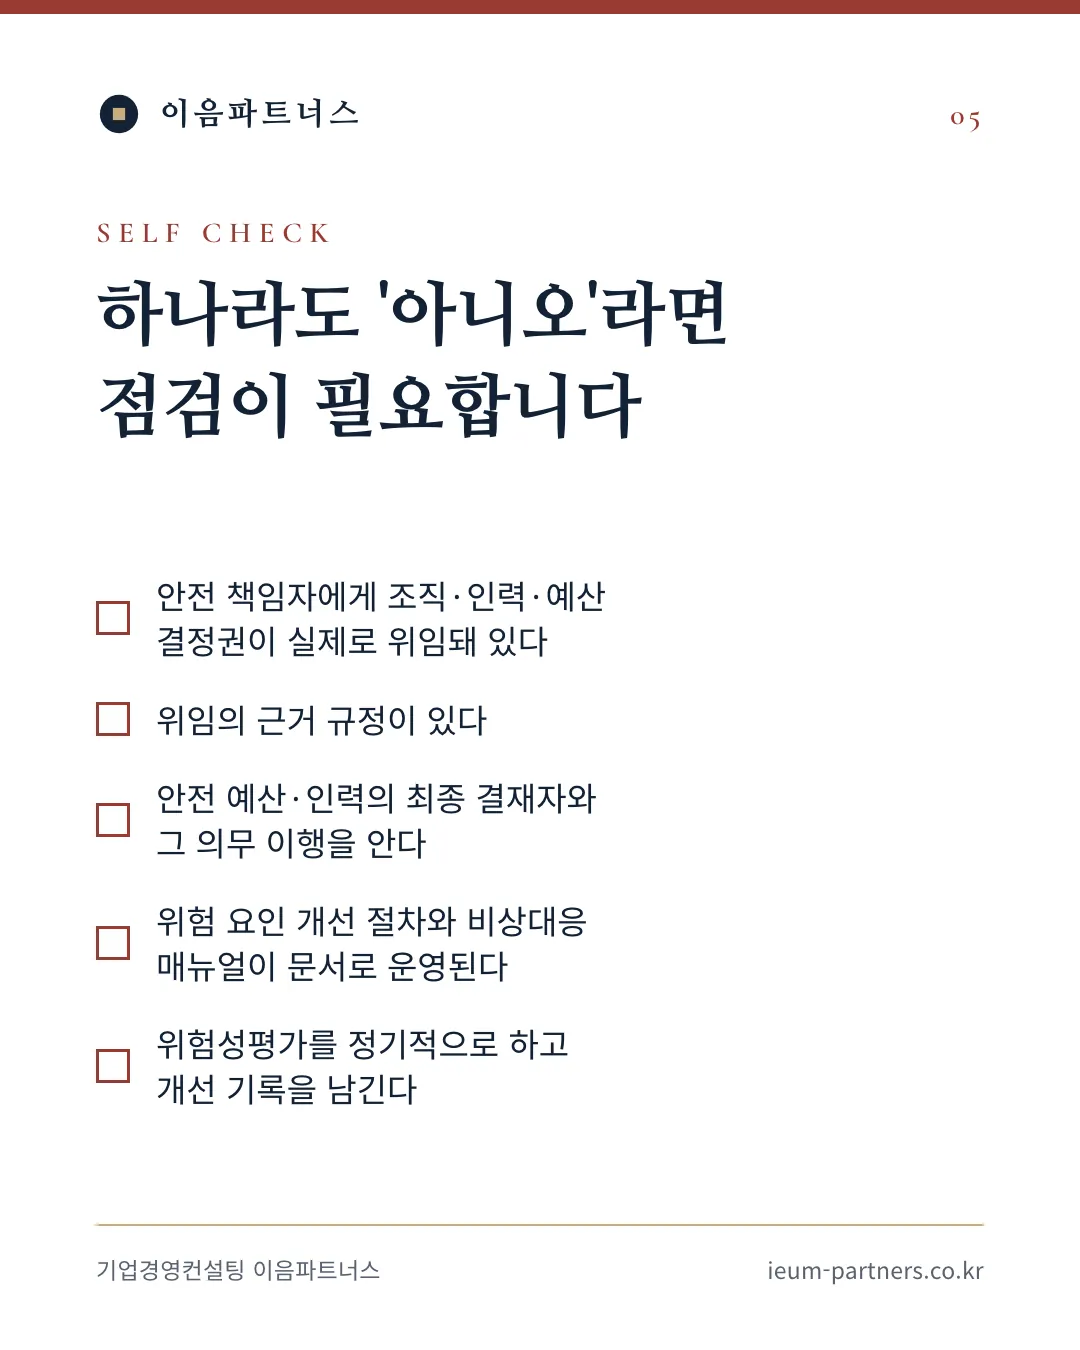 이음파트너스
05
SELF CHECK
하나라도 '아니오'라면
점검이 필요합니다
안전 책임자에게 조직·인력·예산
결정권이 실제로 위임돼 있다
위임의 근거 규정이 있다
안전 예산·인력의 최종 결재자와
그 의무 이행을 안다
위험 요인 개선 절차와 비상대응
매뉴얼이 문서로 운영된다
위험성평가를 정기적으로 하고
개선 기록을 남긴다
기업경영컨설팅 이음파트너스
ieum-partners.co.kr